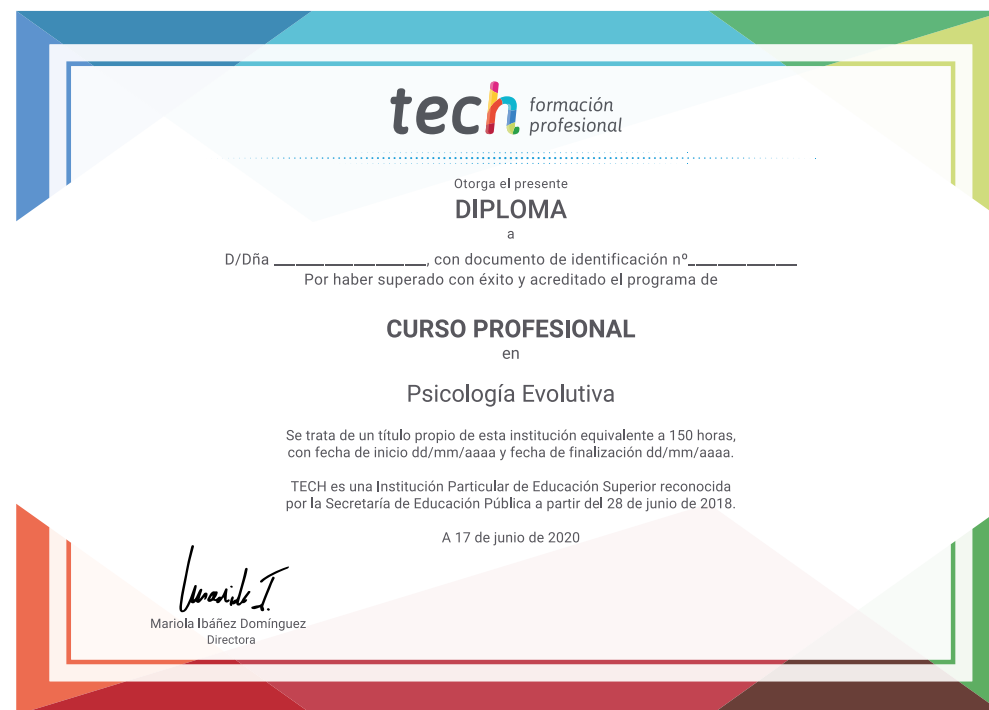 tech formación
profesional
Otorga el presente
DIPLOMA
a
D/Dña ______________, con documento de identificación nº__________
Por haber superado con éxito y acreditado el programa de
CURSO PROFESIONAL
en
Psicología Evolutiva
Se trata de un título propio de esta institución equivalente a 150 horas,
con fecha de inicio dd/mm/aaaa y fecha de finalización dd/mm/aaaa.
TECH es una Institución Particular de Educación Superior reconocida
por la Secretaría de Educación Pública a partir del 28 de junio de 2018.
A 17 de junio de 2020
Mariola Ibáñez Domínguez
Directora